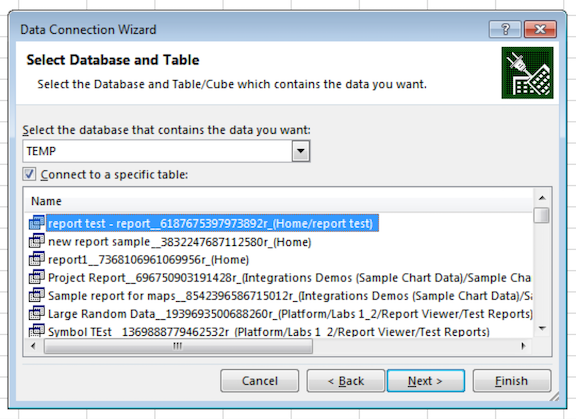 Data Connection Wizard
Select Database and Table
Select the Database and Table/Cube which contains the data you want.
Select the database that contains the data you want:
TEMP
Connect to a specific table:
Name
report test - report__6187675397973892r_(Home/report test)
new report sample__3832247687112580r_(Home)
report1__7368106961069956r_(Home)
Project Report__696750903191428r_(Integrations Demos (Sample Chart Data)/Sample Cha
Sample report for maps__8542396586715012r_(Integrations Demos (Sample Chart Data)/Sa
Large Random Data__1939693500688260r_(Platform/Labs 1_2/Report Viewer/Test Reports)
Symbol TEst__1369888779462532r_(Platform/Labs 1_2/Report Viewer/Test Reports)
Cancel
< Back
Next >
Finish